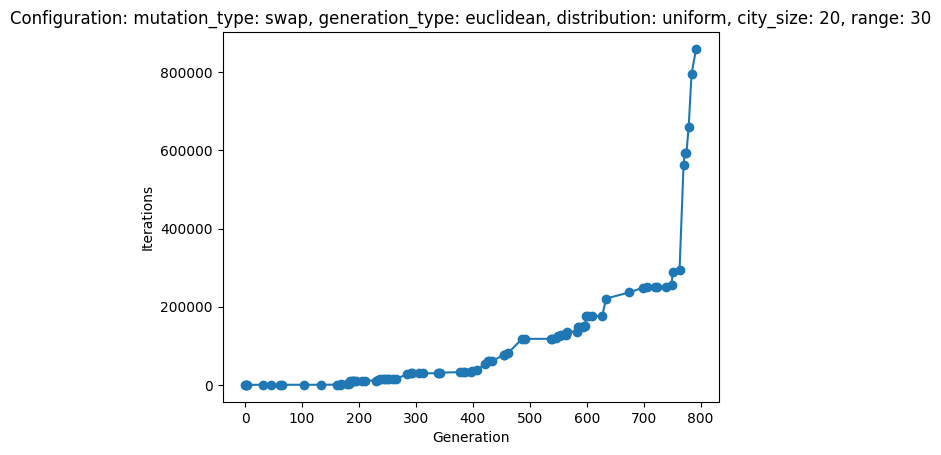 Configuration: mutation_type: swap, generation_type: euclidean, distribution: uniform, city_size: 20, range: 30
800000
600000
400000
200000
0
Iterations
0 100 200 300 400 500 600 700 800
Generation